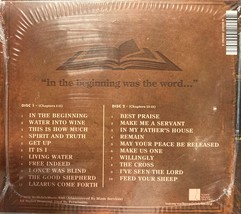 "In the beginning was the word..."
DISC 1 - (Chapters 1-11)
IN THE BEGINNING
WATER INTO WINE
THIS IS HOW MUCH
SPIRIT AND TRUTH
GET UP
IT IS I
LIVING WATER
FREE INDEED
I ONCE WAS BLIND
THE GOOD SHEPHERD
LAZARUS COME FORTH
DISC 2 -
BEST PRAISE
MAKE ME A SERVANT
IN MY FATHER'S HOUSE
REMAIN
MAY YOUR PEACE BE RELEASED
MAKE US ONE
WILLINGLY
THE CROSS
I'VE SEEN THE LORD
FEED YOUR SHEEP